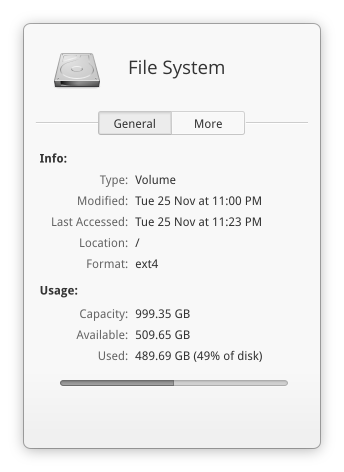 File System
General More
Info:
Type: Volume
Modified: Tue 25 Nov at 11:00 PM
Last Accessed: Tue 25 Nov at 11:23 PM
Location: /
Format: ext4
Usage:
Capacity: 999.35 GB
Available: 509.65 GB
Used: 489.69 GB (49% of disk)